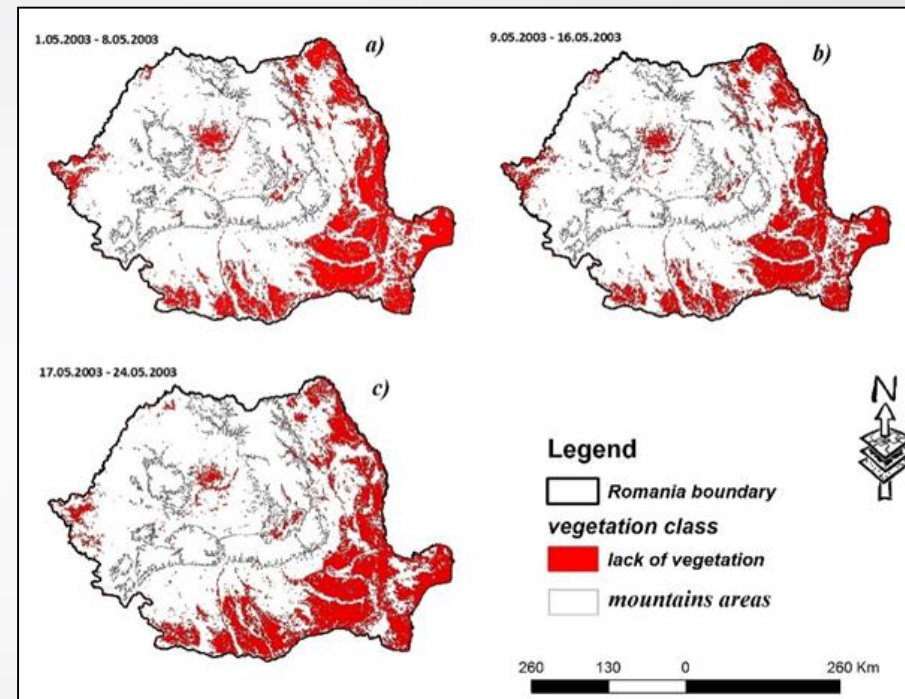 1.05.2003 - 8.05.2003
a)
9.05.2003 - 16.05.2003
b)
17.05.2003 - 24.05.2003
c)
N
Legend
Romania boundary
vegetation class
lack of vegetation
mountains areas
260 130 0 260 Km